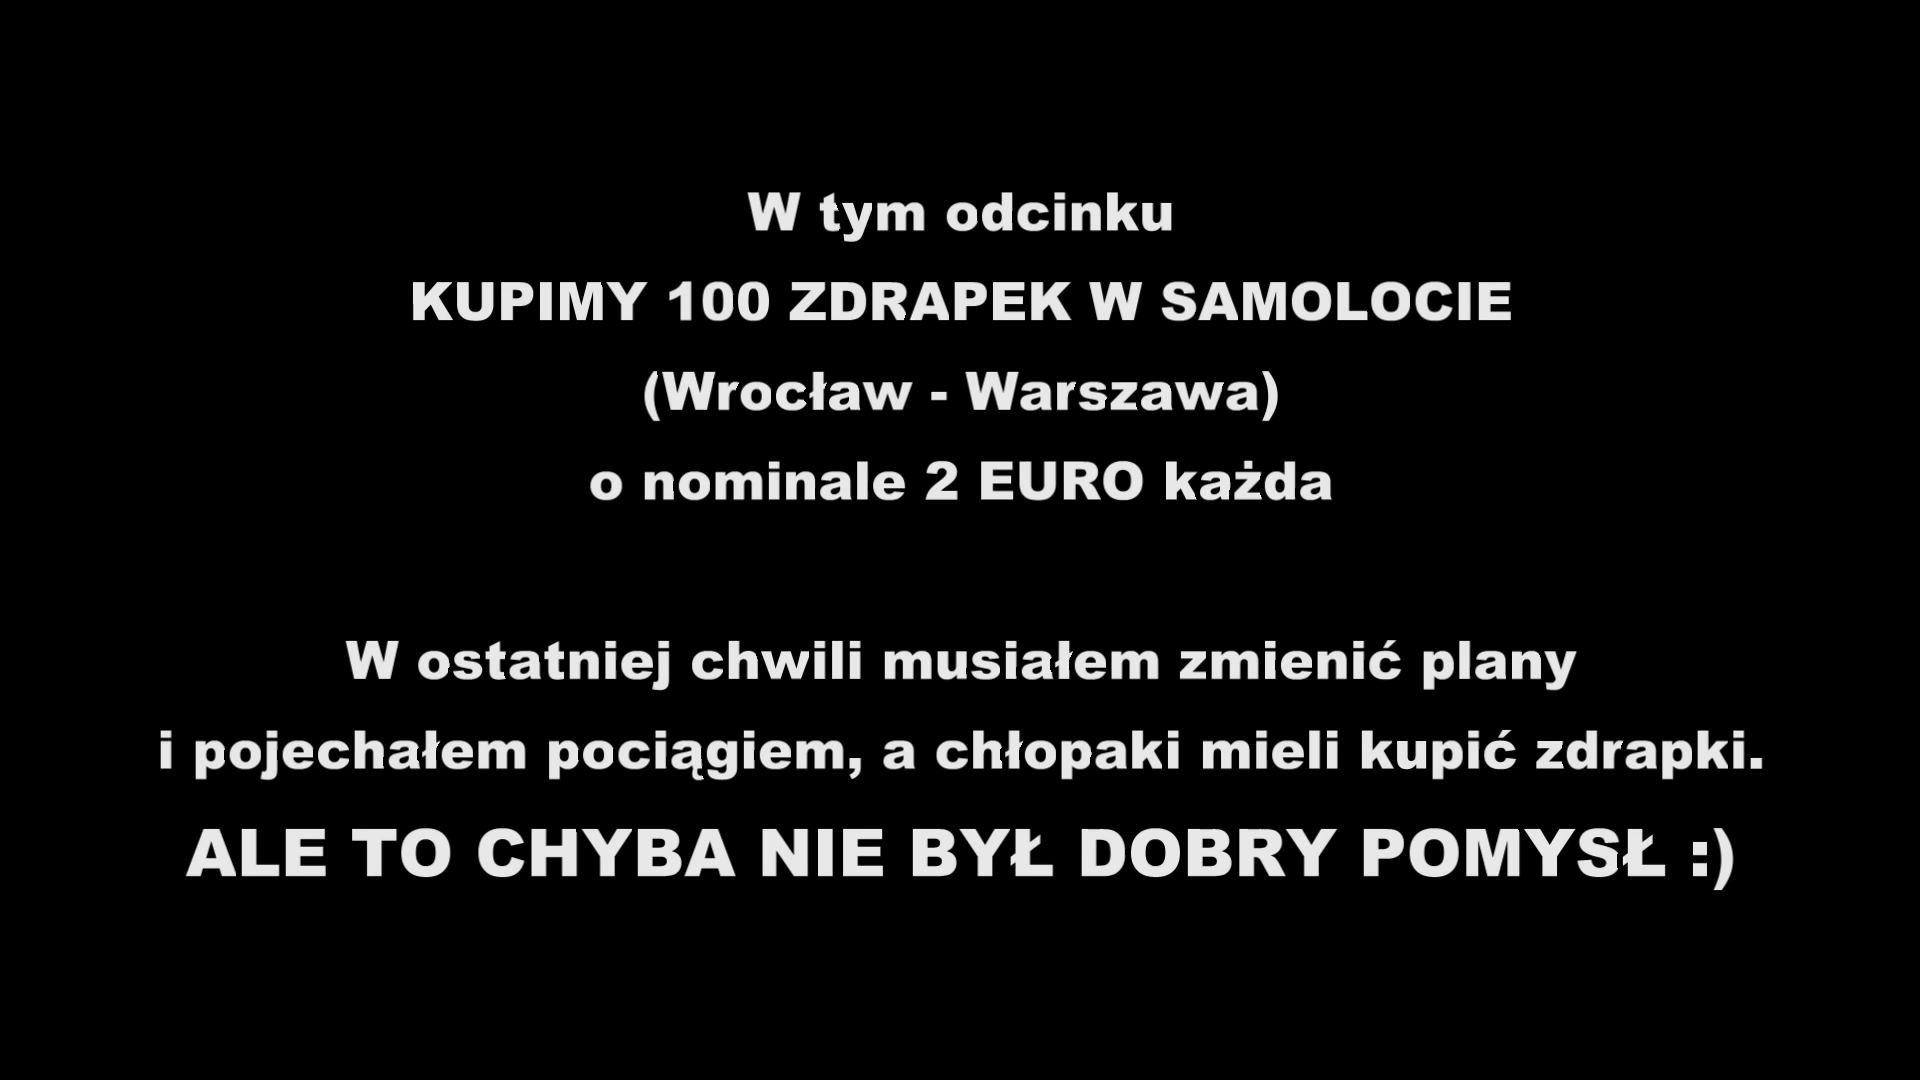 W tym odcinku
KUPIMY 100 ZDRAPEK W SAMOLOCIE
(Wrocław - Warszawa)
o nominale 2 EURO każda
W ostatniej chwili musiałem zmienić plany
i pojechałem pociągiem, a chłopaki mieli kupić zdrapki.
ALE TO CHYBA NIE BYŁ DOBRY POMYSŁ :)